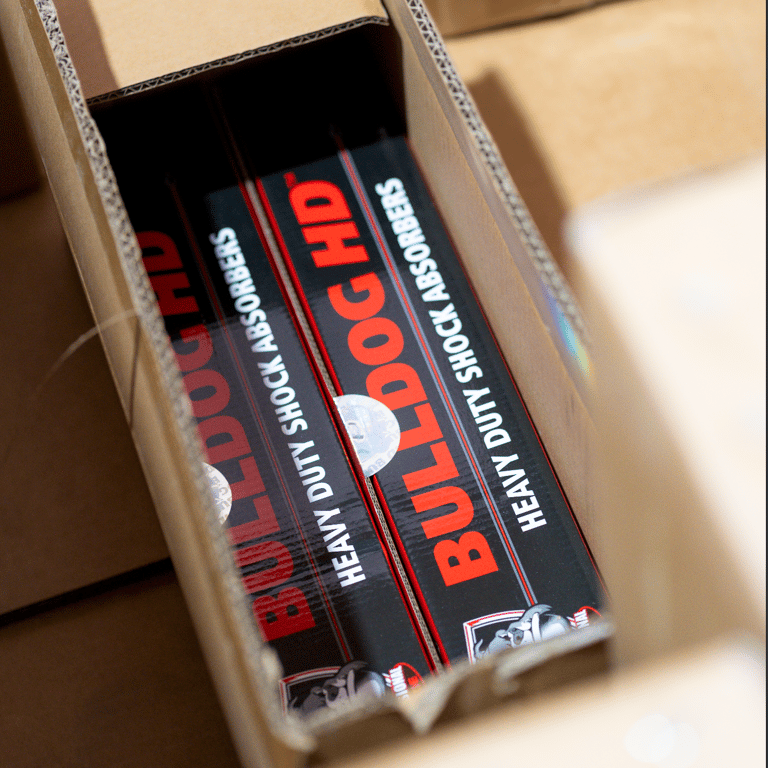 BULLDOG HD
HEAVY DUTY SHOCK ABSORBERS
BULLDOG HD™
HEAVY DUTY SHOCK ABSORBERS